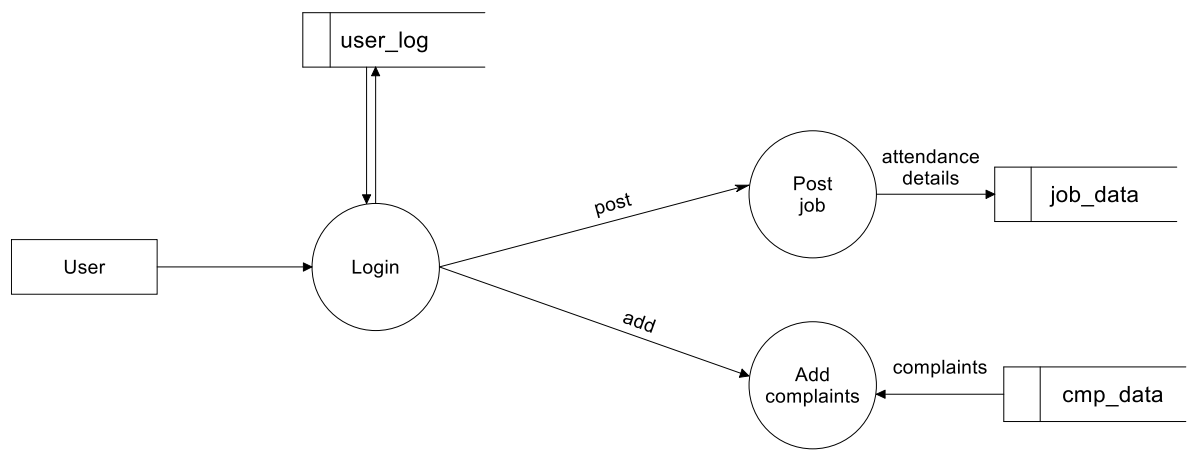 user_log
User
Login
post
add
Post
job
attendance
details
job_data
Add
complaints
complaints
cmp_data